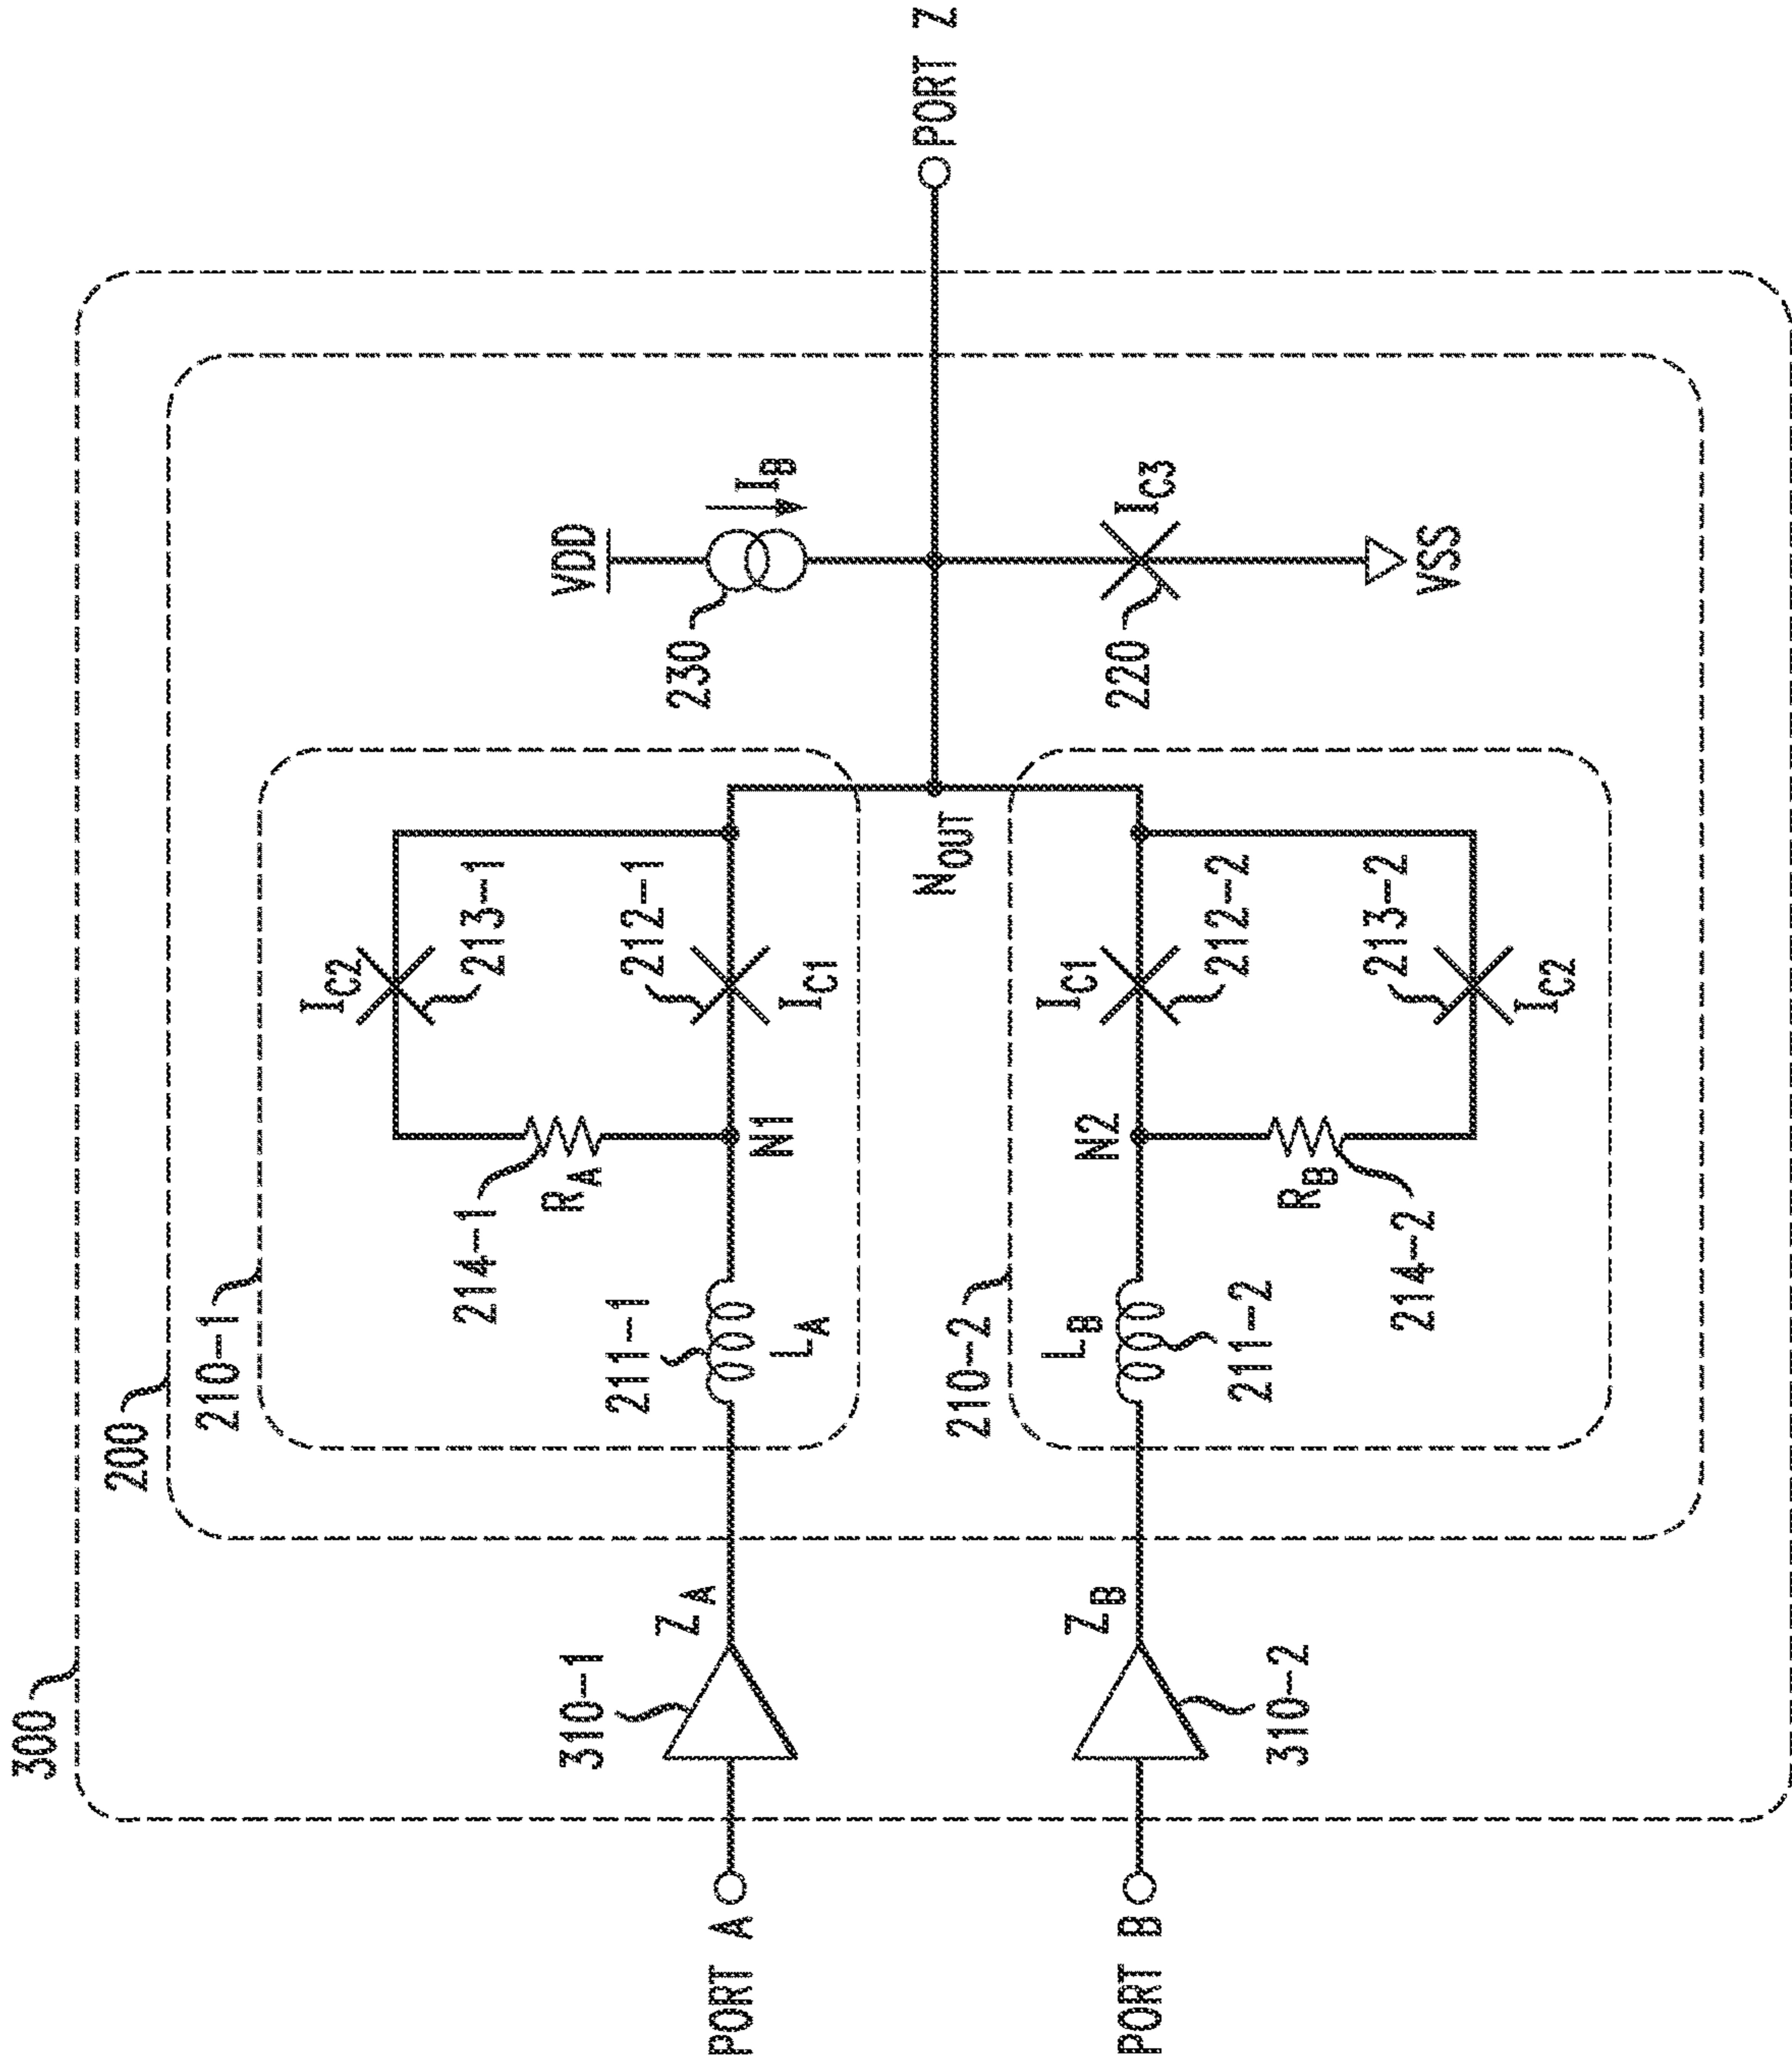 300
200
210-1
PORT A
310-1
Z_A
211-1
L_A
214-1
R_A
N1
I_C2
213-1
212-1
I_C1
PORT B
310-2
Z_B
210-2
L_B
211-2
N2
R_B
214-2
I_C1
212-2
213-2
I_C2
N_OUT
VDD
230
I_B
220
I_C3
VSS
PORT Z